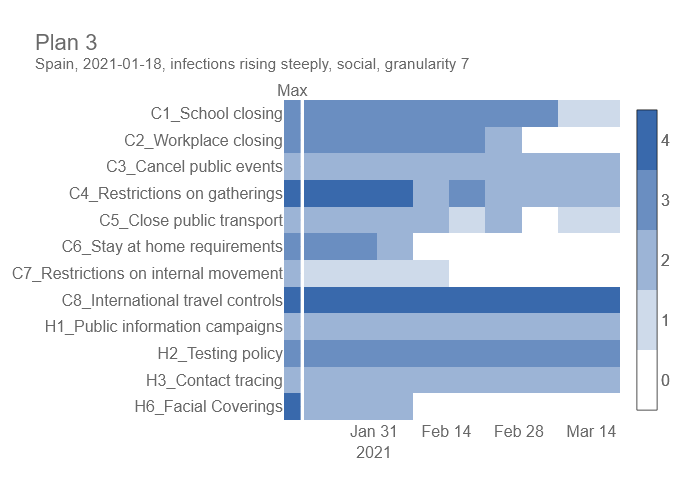 Plan 3
Spain, 2021-01-18, infections rising steeply, social, granularity 7
Max
C1_School closing
C2_Workplace closing
C3_Cancel public events
C4_Restrictions on gatherings
C5_Close public transport
C6_Stay at home requirements
C7_Restrictions on internal movement
C8_International travel controls
H1_Public information campaigns
H2_Testing policy
H3_Contact tracing
H6_Facial Coverings
Jan 31 Feb 14 Feb 28 Mar 14
2021
4
3
2
1
0